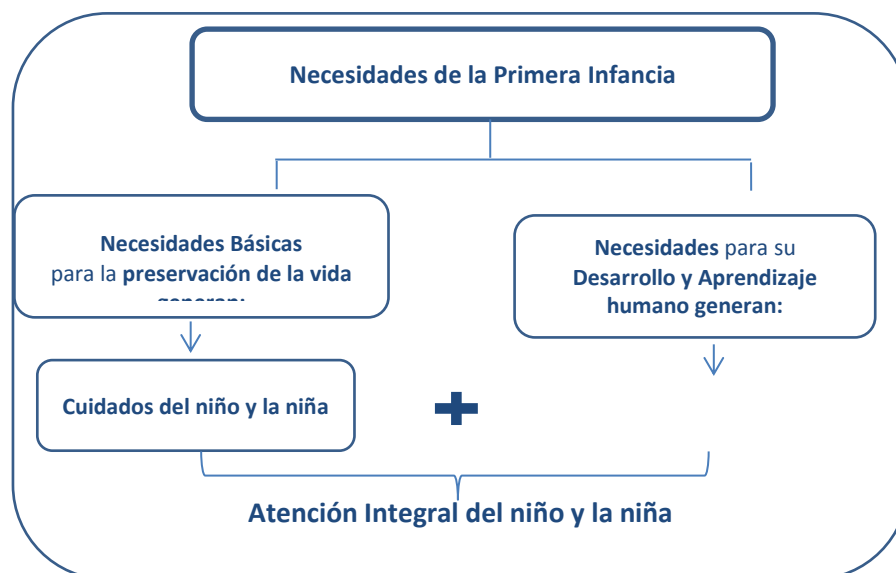 Necesidades de la Primera Infancia
Necesidades Básicas
para la preservación de la vida
generan:
Necesidades para su
Desarrollo y Aprendizaje
humano generan:
Cuidados del niño y la niña
Atención Integral del niño y la niña